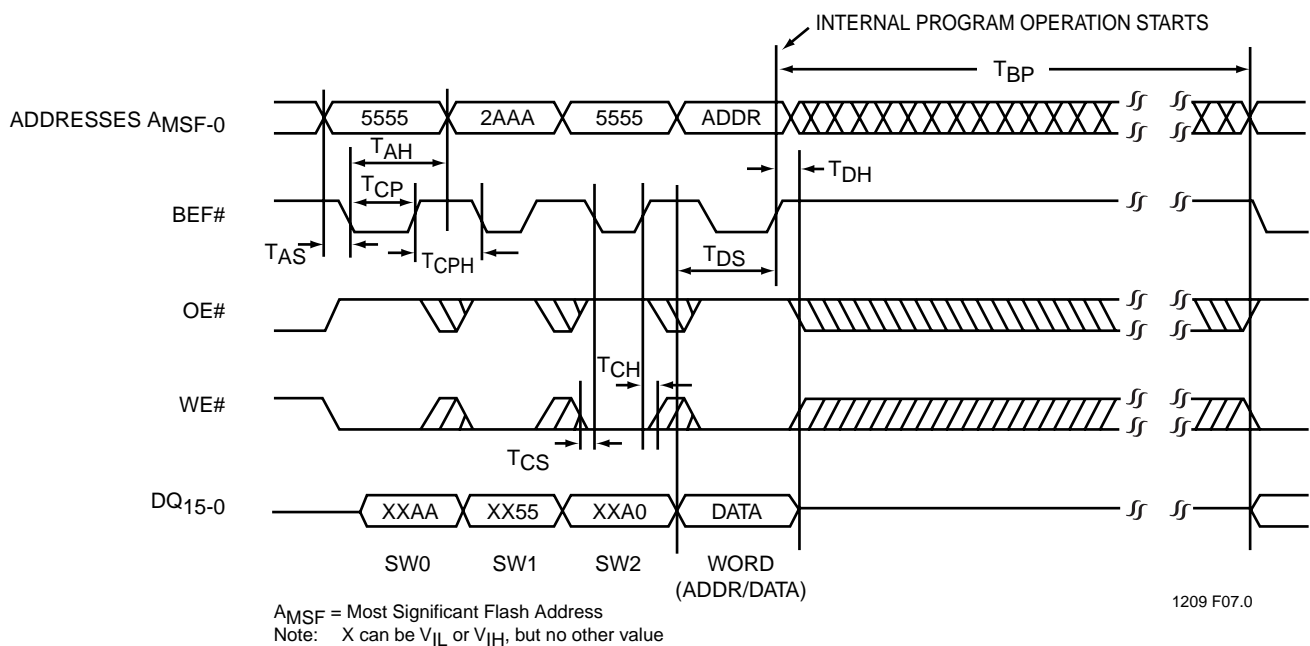 INTERNAL PROGRAM OPERATION STARTS
TBP
ADDRESSES AMSF-0
5555
2AAA
5555
ADDR
TAH
TDH
TCP
BEF#
TAS
TCPH
TDS
OE#
TCH
WE#
TCS
DQ15-0
XXAA
XX55
XXA0
DATA
SW0
SW1
SW2
WORD
(ADDR/DATA)
AMSF = Most Significant Flash Address
1209 F07.0
Note: X can be VIL or VIH, but no other value